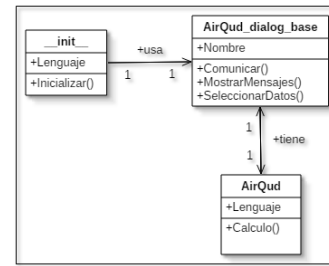 __init__
+Lenguaje
+Inicializar()
+usa
1
1
AirQud_dialog_base
+Nombre
+Comunicar()
+MostrarMensajes()
+SeleccionarDatos()
1
+tiene
1
AirQud
+Lenguaje
+Calculo()